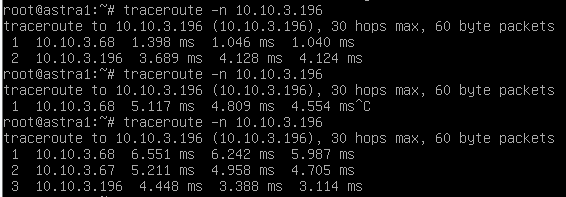 root@astra1:~# traceroute -n 10.10.3.196
traceroute to 10.10.3.196 (10.10.3.196), 30 hops max, 60 byte packets
 1  10.10.3.68  1.398 ms  1.046 ms  1.040 ms
 2  10.10.3.196  3.689 ms  4.128 ms  4.124 ms
root@astra1:~# traceroute -n 10.10.3.196
traceroute to 10.10.3.196 (10.10.3.196), 30 hops max, 60 byte packets
 1  10.10.3.68  5.117 ms  4.809 ms  4.554 ms^C
root@astra1:~# traceroute -n 10.10.3.196
traceroute to 10.10.3.196 (10.10.3.196), 30 hops max, 60 byte packets
 1  10.10.3.68  6.551 ms  6.242 ms  5.987 ms
 2  10.10.3.67  5.211 ms  4.958 ms  4.705 ms
 3  10.10.3.196  4.448 ms  3.388 ms  3.114 ms